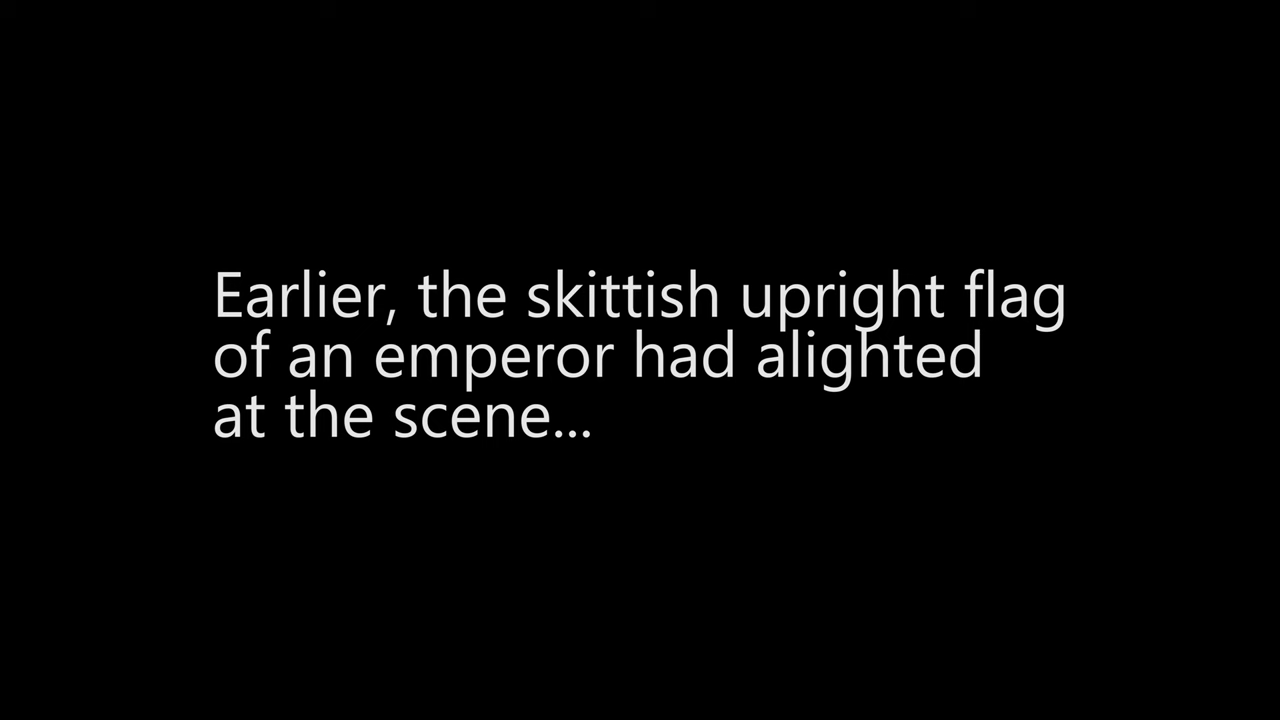 Earlier, the skittish upright flag
of an emperor had alighted
at the scene...